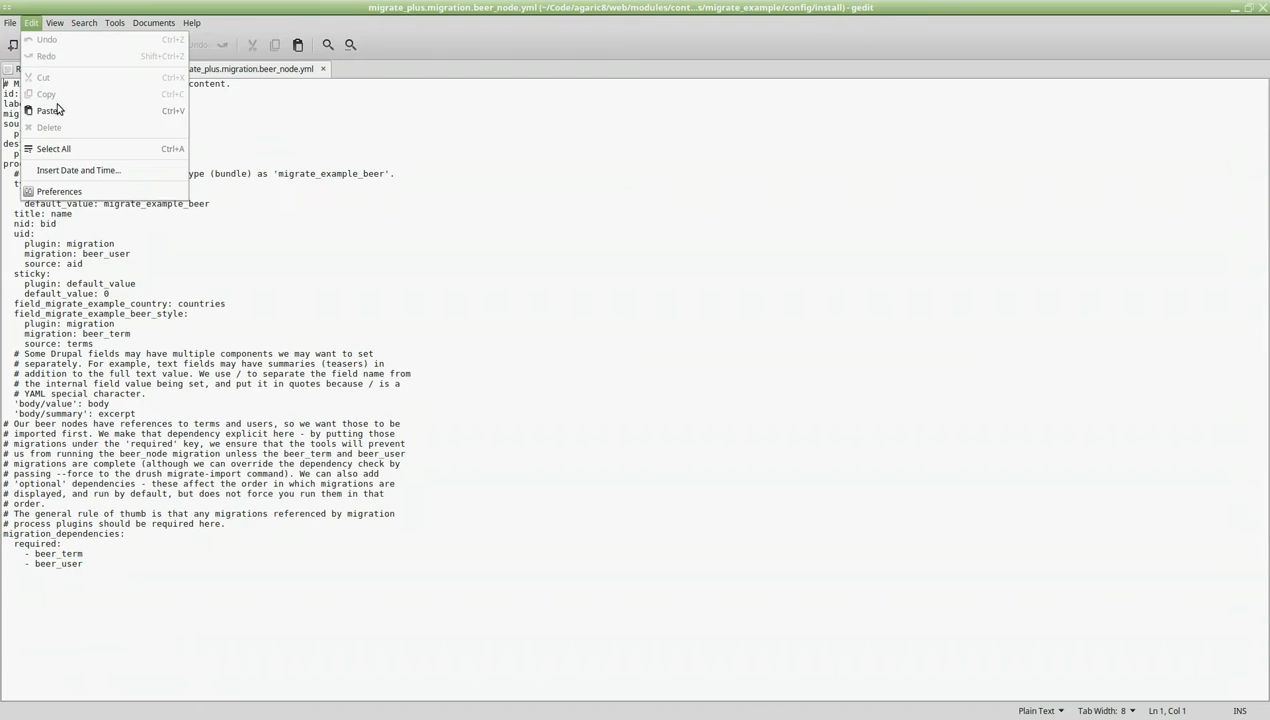 migrate_plus.migration.beer_node.yml (~/Code/agaric8/web/modules/cont...s/migrate_example/config/install) - gedit
File Edit View Search Tools Documents Help
Undo Ctrl+Z
Redo Shift+Ctrl+Z
Cut Ctrl+X
Copy Ctrl+C
Paste Ctrl+V
Delete
Select All Ctrl+A
Insert Date and Time...
Preferences
Undo
ate_plus.migration.beer_node.yml ×
# M content.
id:
labe
mig
sou
p
des
p
pro
# ype (bundle) as 'migrate_example_beer'.
t
default_value: migrate_example_beer
title: name
nid: bid
uid:
plugin: migration
migration: beer_user
source: aid
sticky:
plugin: default_value
default_value: 0
field_migrate_example_country: countries
field_migrate_example_beer_style:
plugin: migration
migration: beer_term
source: terms
# Some Drupal fields may have multiple components we may want to set
# separately. For example, text fields may have summaries (teasers) in
# addition to the full text value. We use / to separate the field name from
# the internal field value being set, and put it in quotes because / is a
# YAML special character.
'body/value': body
'body/summary': excerpt
# Our beer nodes have references to terms and users, so we want those to be
# imported first. We make that dependency explicit here - by putting those
# migrations under the 'required' key, we ensure that the tools will prevent
# us from running the beer_node migration unless the beer_term and beer_user
# migrations are complete (although we can override the dependency check by
# passing --force to the drush migrate-import command). We can also add
# 'optional' dependencies - these affect the order in which migrations are
# displayed, and run by default, but does not force you run them in that
# order.
# The general rule of thumb is that any migrations referenced by migration
# process plugins should be required here.
migration_dependencies:
required:
- beer_term
- beer_user
Plain Text Tab Width: 8 Ln 1, Col 1 INS